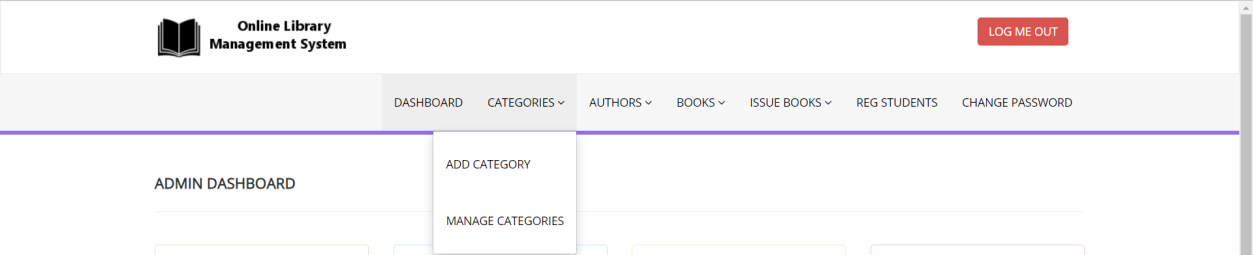 Online Library
Management System
LOG ME OUT
DASHBOARD CATEGORIES AUTHORS BOOKS ISSUE BOOKS REG STUDENTS CHANGE PASSWORD
ADD CATEGORY
ADMIN DASHBOARD
MANAGE CATEGORIES